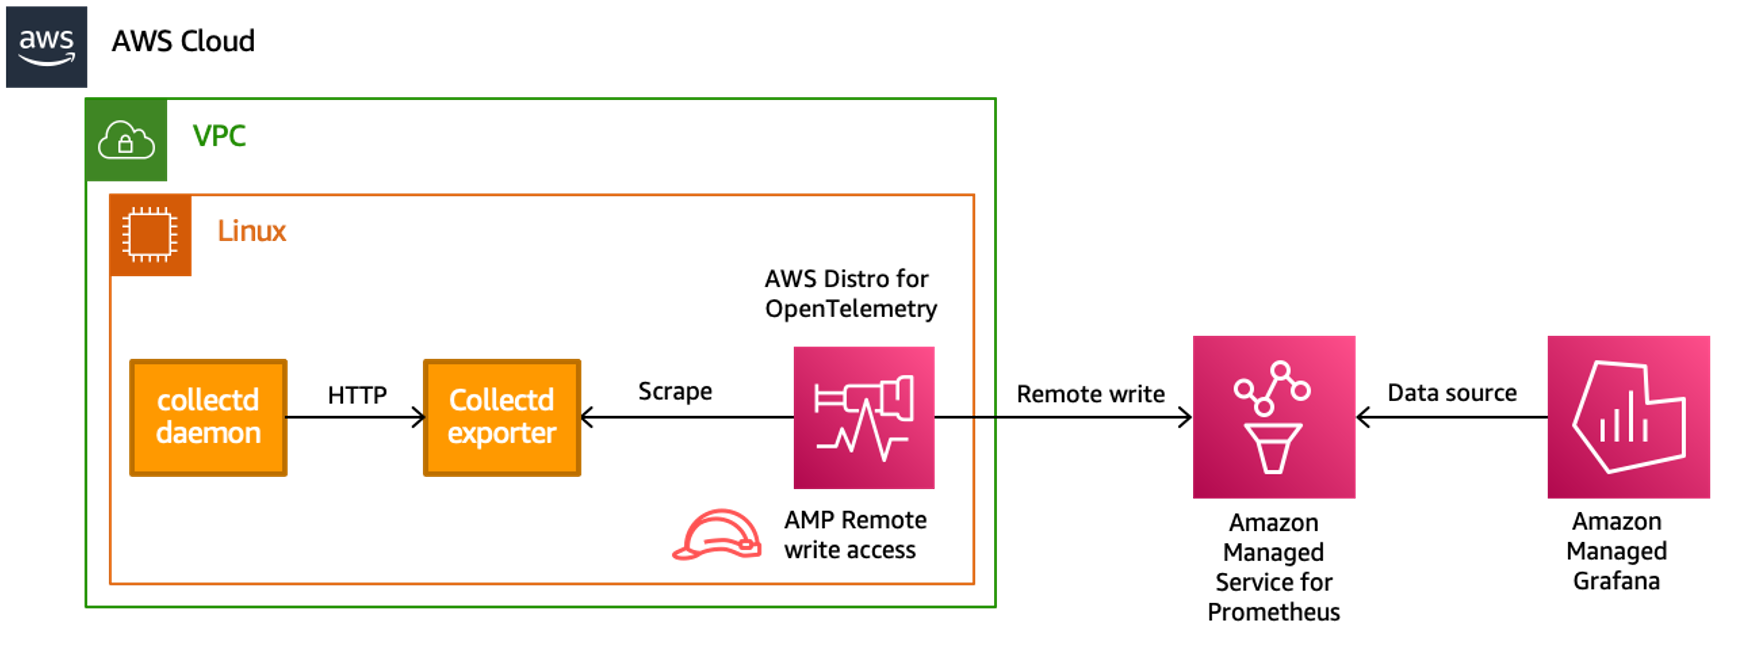 aws
AWS Cloud
VPC
Linux
AWS Distro for
OpenTelemetry
collectd
daemon
HTTP
Collectd
exporter
Scrape
Remote write
Data source
AMP Remote
write access
Amazon
Managed
Service for
Prometheus
Amazon
Managed
Grafana